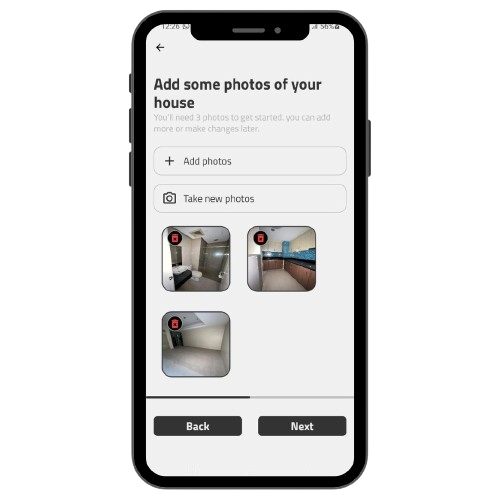 12:26
56%
Add some photos of your
house
You'll need 3 photos to get started. you can add
more or make changes later.
Add photos
Take new photos
Back
Next